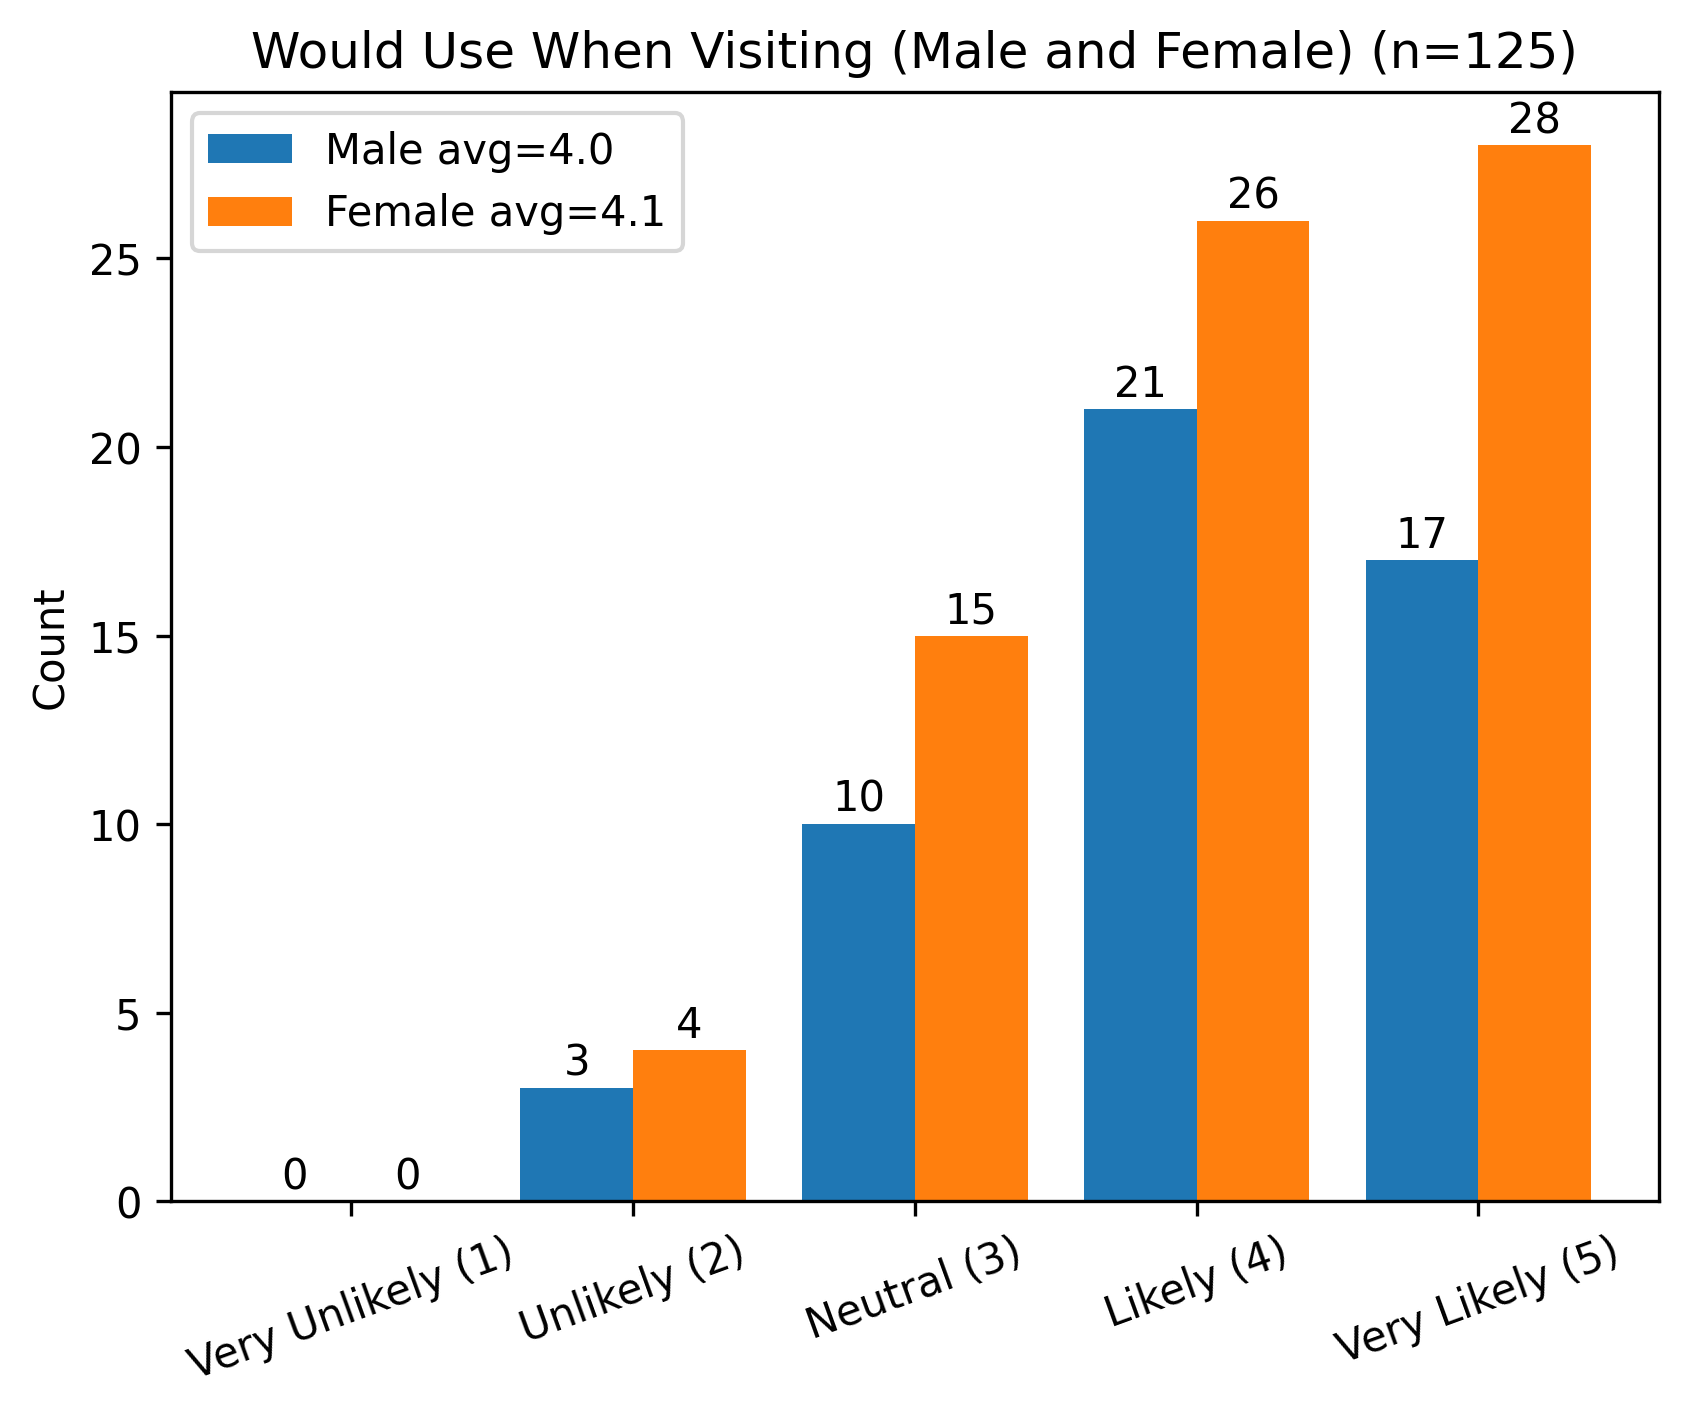 Would Use When Visiting (Male and Female) (n=125)
Male avg=4.0
Female avg=4.1
Count
25
20
15
10
5
0
0
0
3
4
10
15
21
26
17
28
Very Unlikely (1)
Unlikely (2)
Neutral (3)
Likely (4)
Very Likely (5)